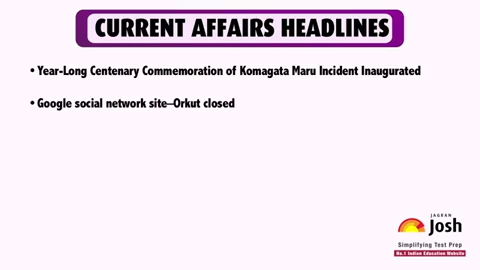 CURRENT AFFAIRS HEADLINES
• Year-Long Centenary Commemoration of Komagata Maru Incident Inaugurated
• Google social network site–Orkut closed
JAGRAN
Josh
Simplifying Test Prep
No.1 Indian Education Website